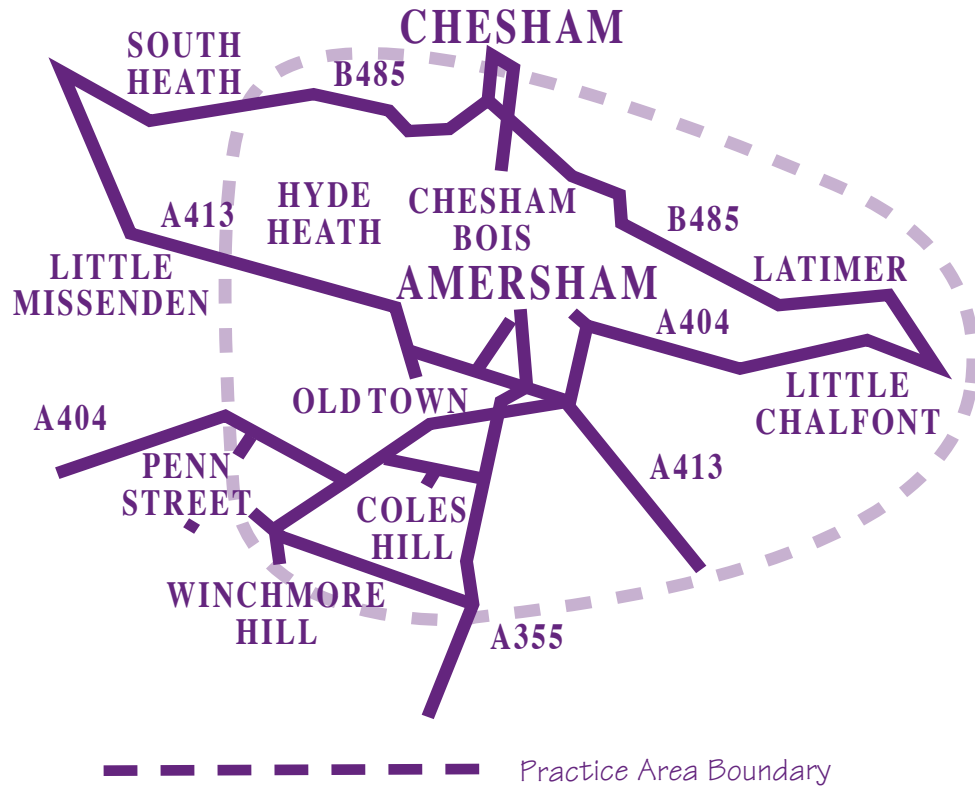 CHESHAM
SOUTH
HEATH
B485
HYDE
HEATH
CHESHAM
BOIS
A413
B485
LITTLE
MISSENDEN
LATIMER
AMERSHAM
A404
OLD TOWN
LITTLE
CHALFONT
A404
PENN
STREET
A413
COLES
HILL
WINCHMORE
HILL
A355
Practice Area Boundary